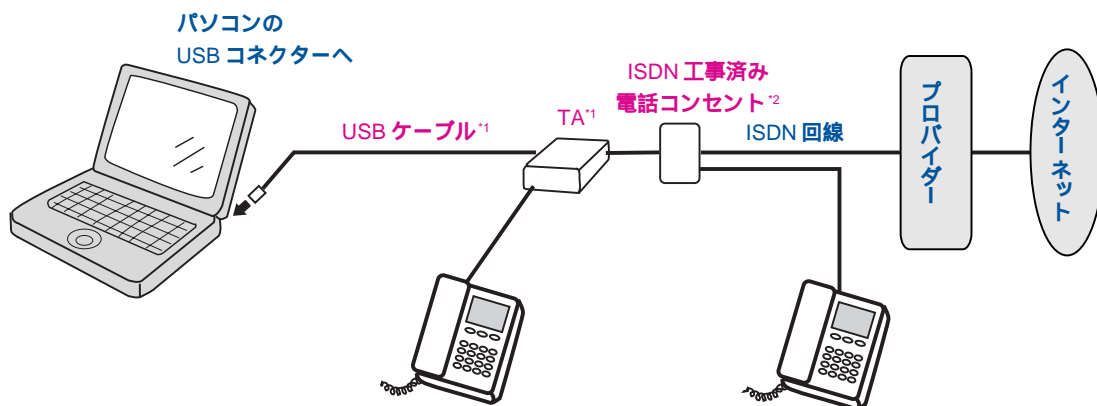 パソコンの
USB コネクターへ
USB ケーブル*1
TA*1
ISDN 工事済み
電話コンセント*2
ISDN 回線
プロバイダー
インターネット